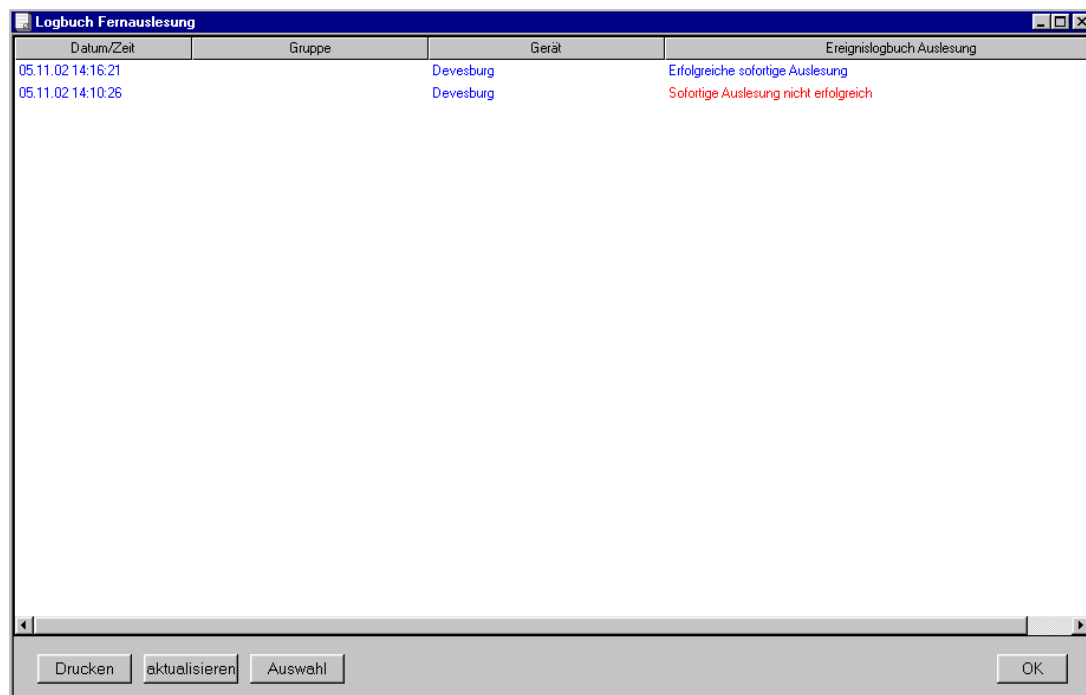 Logbuch Fernauslesung
Datum/Zeit Gruppe Gerät Ereignislogbuch Auslesung
05.11.02 14:16:21 Devesburg Erfolgreiche sofortige Auslesung
05.11.02 14:10:26 Devesburg Sofortige Auslesung nicht erfolgreich
Drucken aktualisieren Auswahl OK